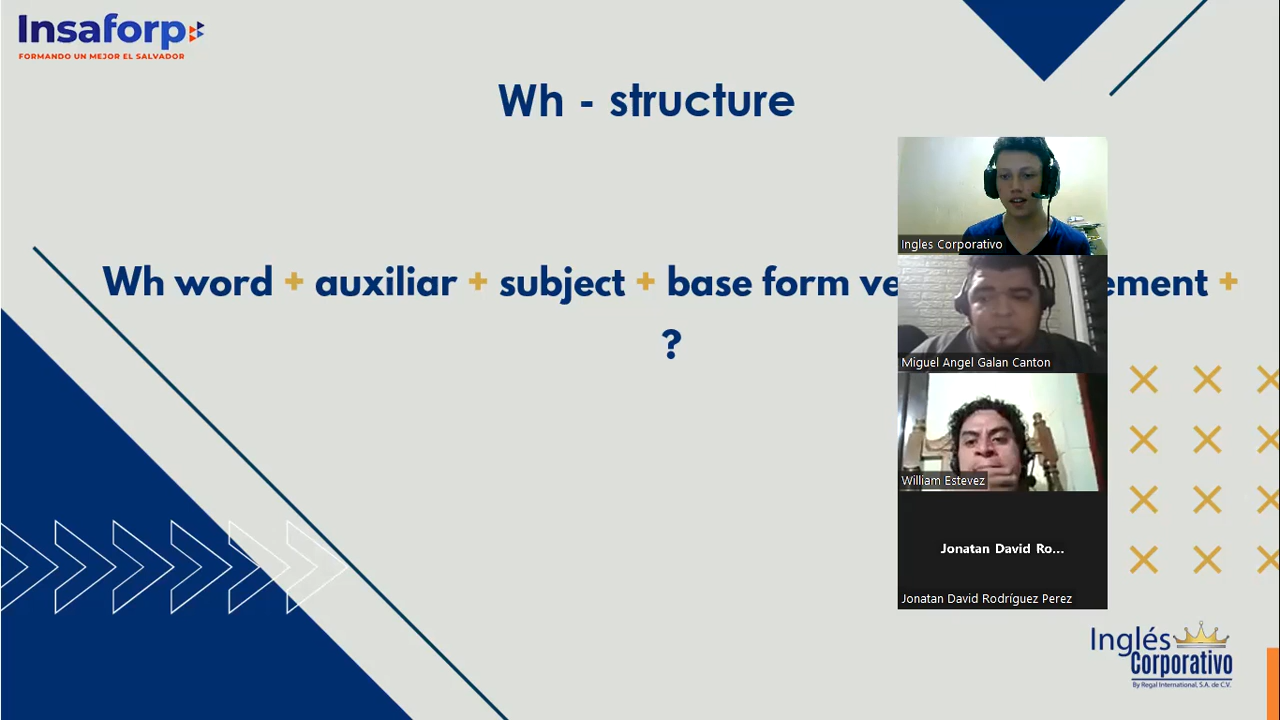 Insaforp
FORMANDO UN MEJOR EL SALVADOR
Wh - structure
Wh word + auxiliar + subject + base form ve ement +
?
Ingles Corporativo
Miguel Angel Galan Canton
William Estevez
Jonatan David Ro...
Jonatan David Rodríguez Perez
Inglés
Corporativo
By Regal International, S.A. de C.V.